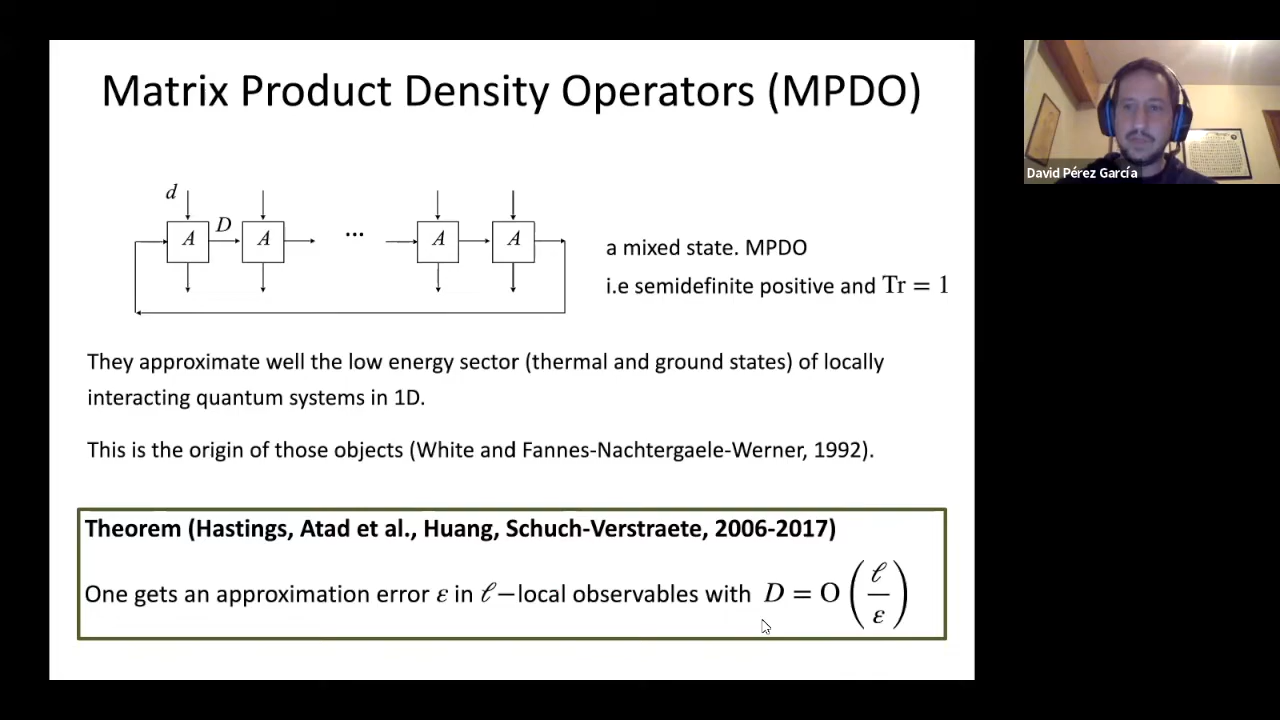 Matrix Product Density Operators (MPDO)
David Pérez García
d
D
A A ... A A
a mixed state. MPDO
i.e semidefinite positive and Tr = 1
They approximate well the low energy sector (thermal and ground states) of locally
interacting quantum systems in 1D.
This is the origin of those objects (White and Fannes-Nachtergaele-Werner, 1992).
Theorem (Hastings, Atad et al., Huang, Schuch-Verstraete, 2006-2017)
One gets an approximation error ε in ℓ−local observables with D = O(ℓ/ε)